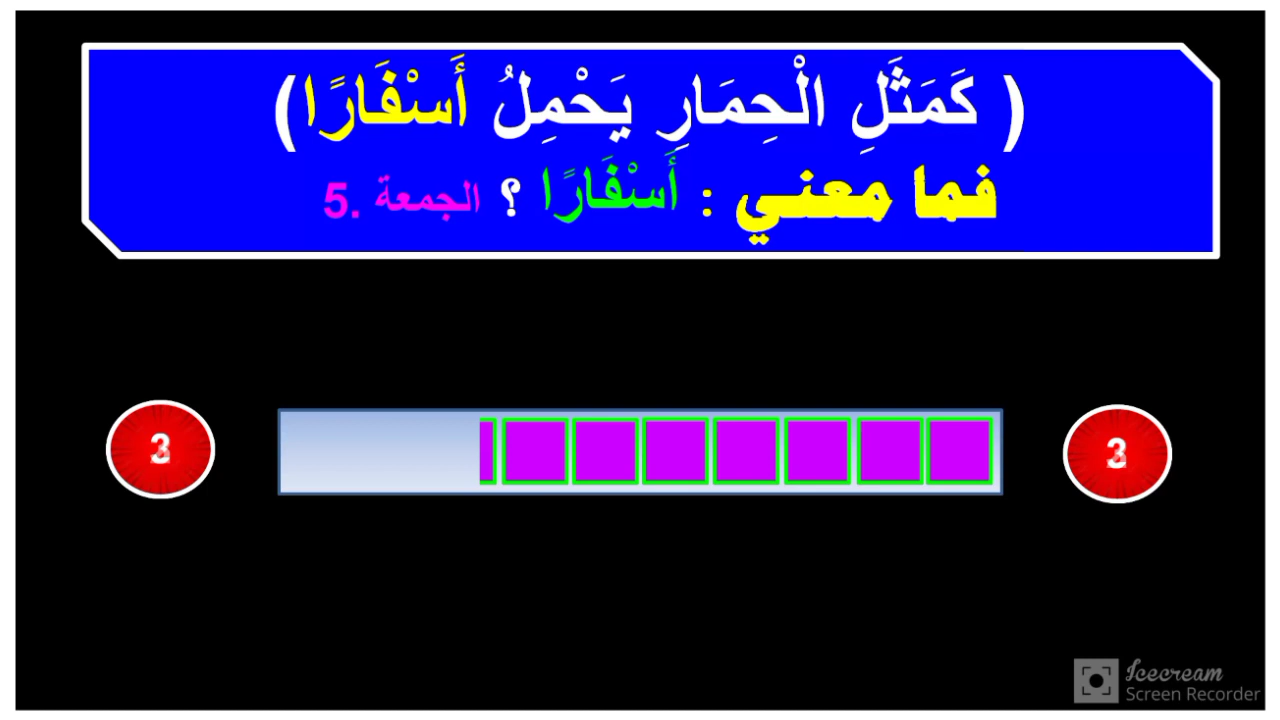 ( كَمَثَلِ الْحِمَارِ يَحْمِلُ أَسْفَارًا)
فما معني : أَسْفَارًا ؟ الجمعة .5
3
3
Icecream
Screen Recorder